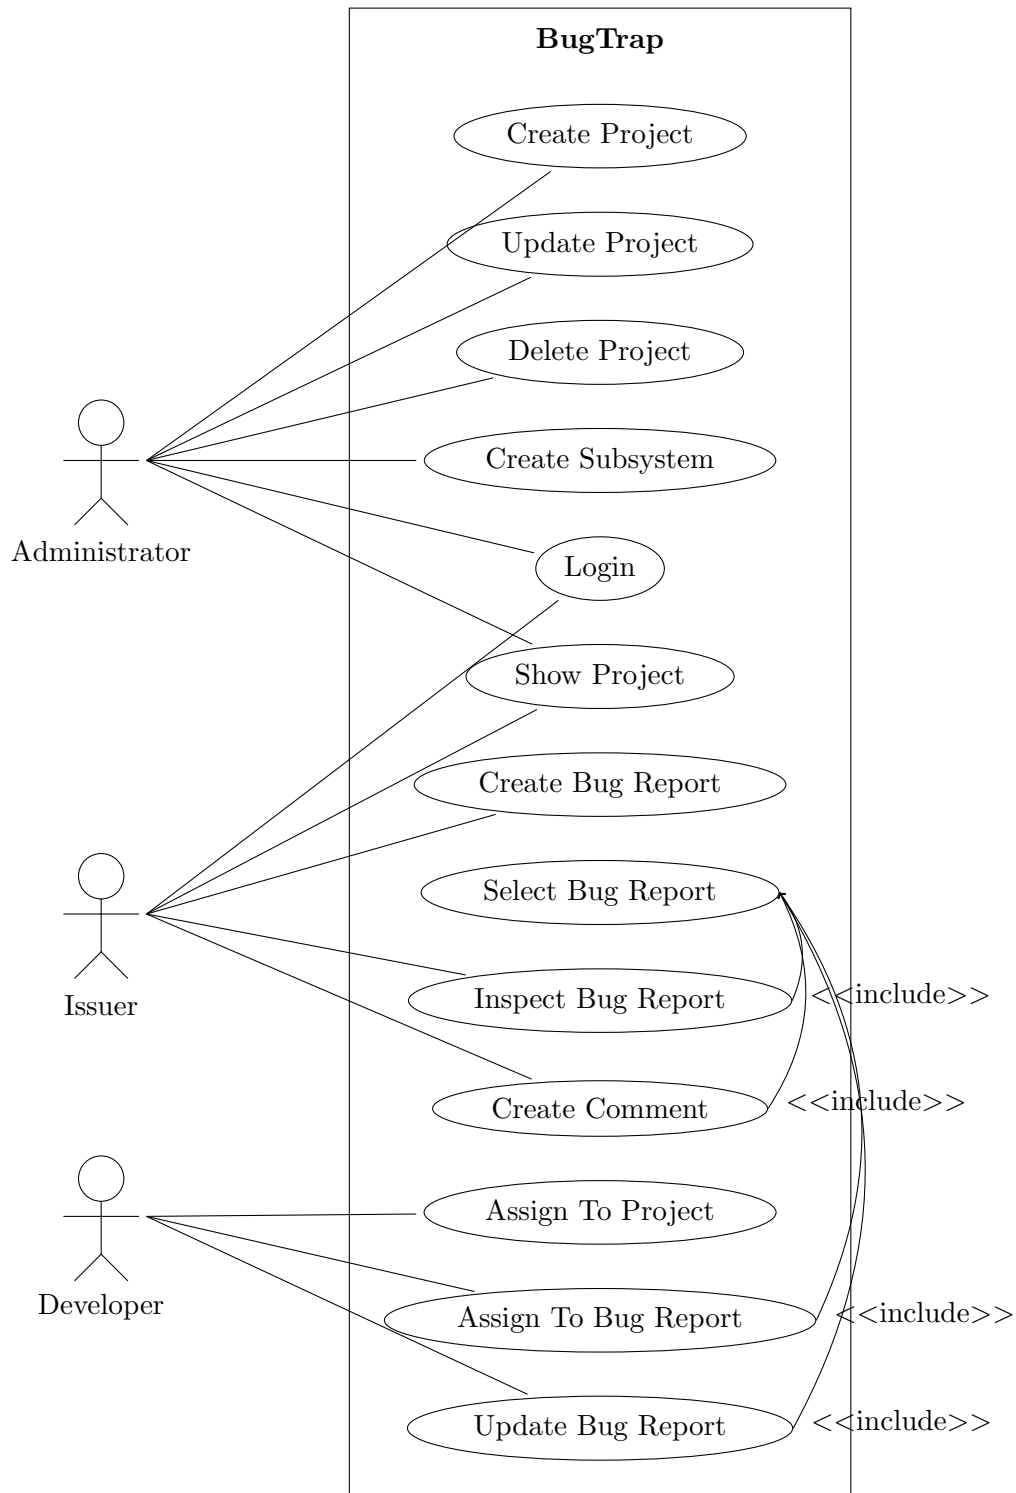 BugTrap
Create Project
Update Project
Delete Project
Create Subsystem
Administrator
Login
Show Project
Create Bug Report
Select Bug Report
Inspect Bug Report
<<include>>
Issuer
Create Comment
<<include>>
Assign To Project
Developer
Assign To Bug Report
<<include>>
Update Bug Report
<<include>>